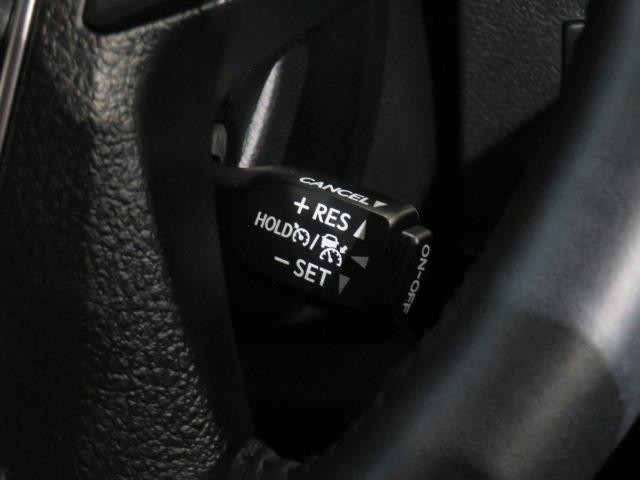 CANCEL
+ RES
HOLD /
− SET
ON-OFF